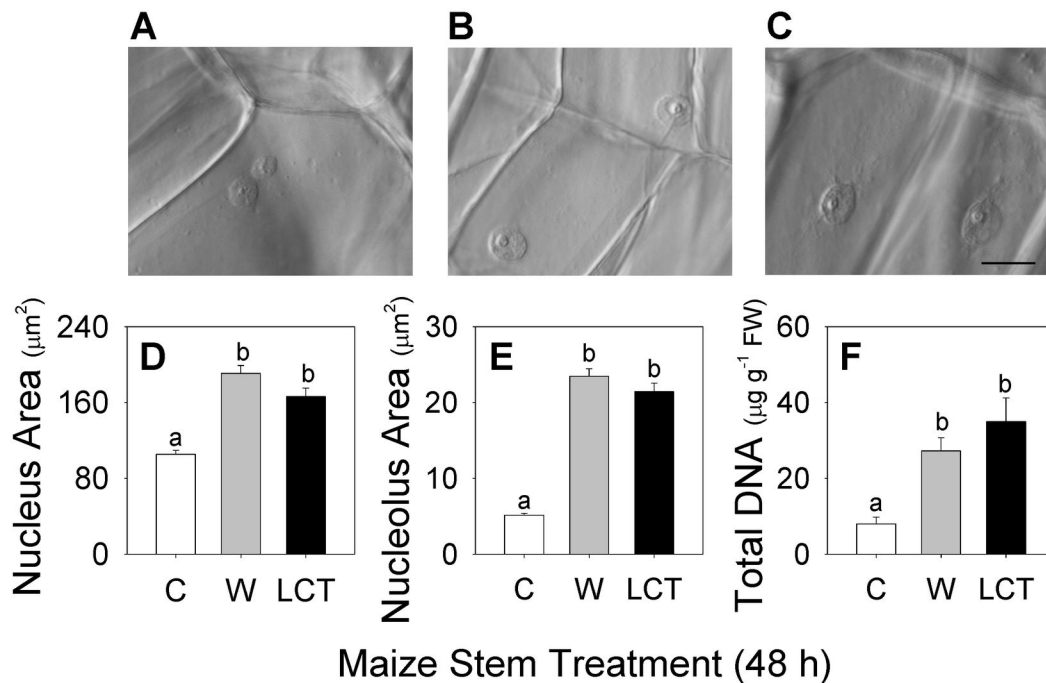 A
B
C
Nucleus Area (μm²)
240
160
80
0
D
a
b
b
C
W
LCT
Nucleolus Area (μm²)
30
20
10
0
E
a
b
b
C
W
LCT
Total DNA (μg g⁻¹ FW)
60
40
20
0
F
a
b
b
C
W
LCT
Maize Stem Treatment (48 h)